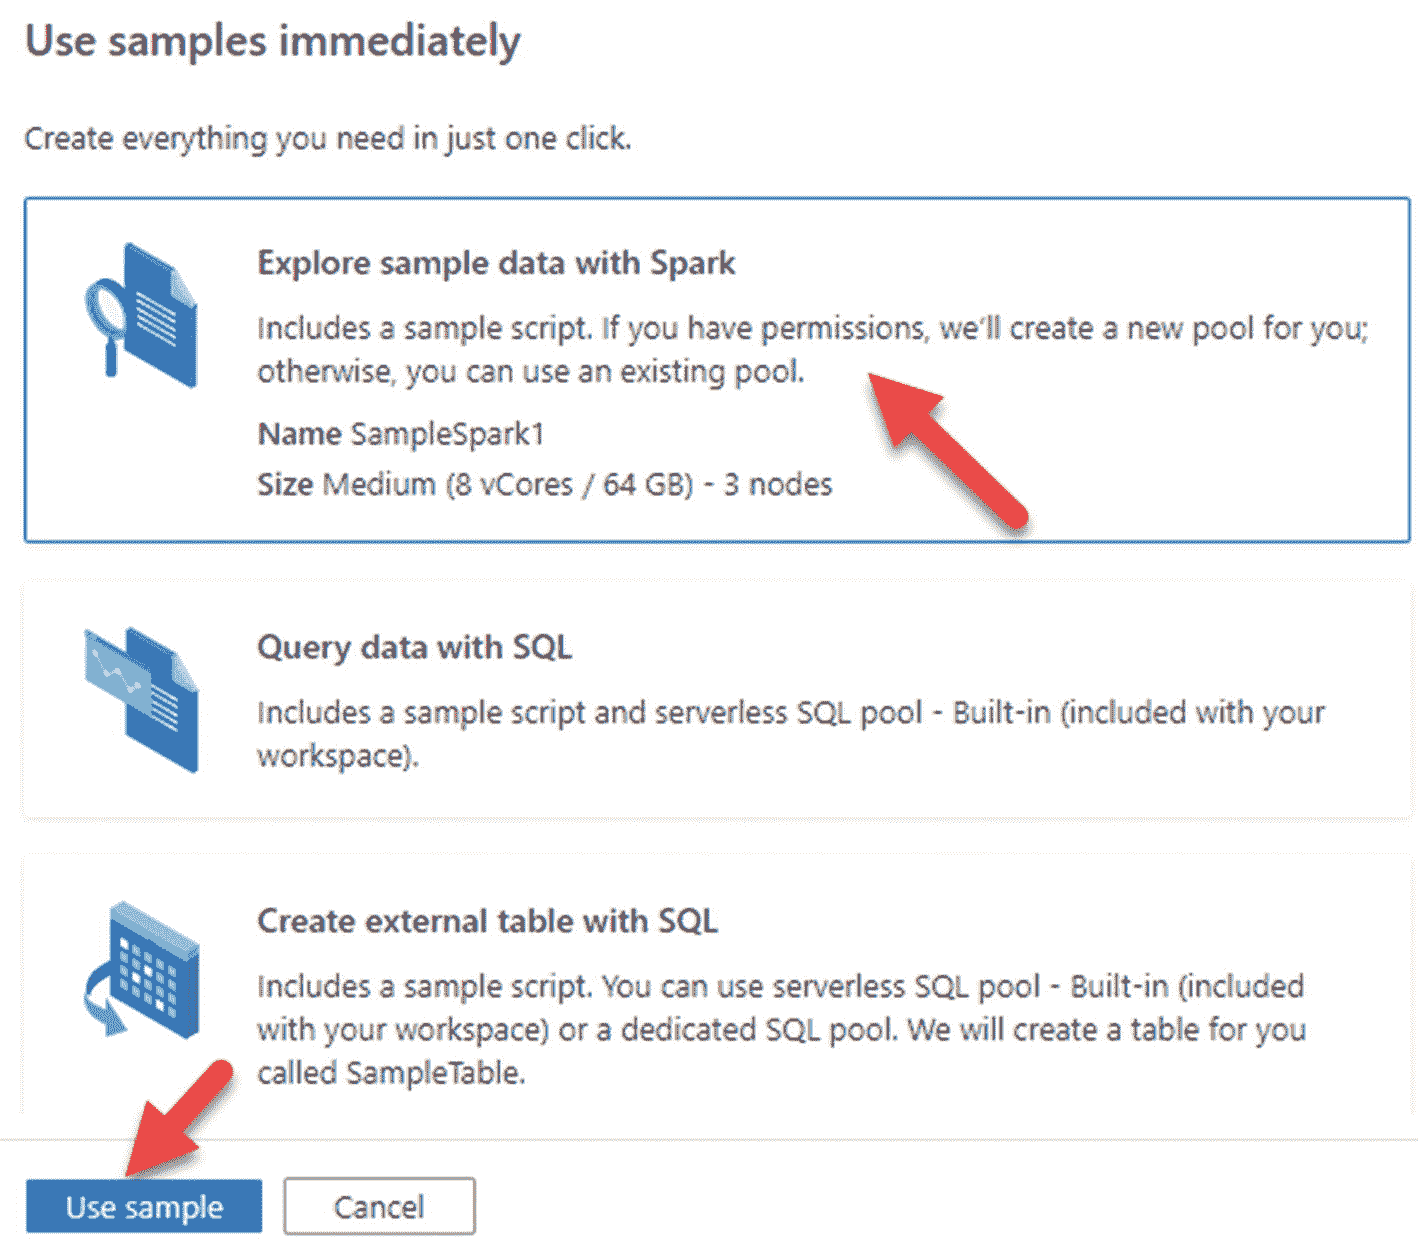 Use samples immediately
Create everything you need in just one click.
Explore sample data with Spark
Includes a sample script. If you have permissions, we'll create a new pool for you;
otherwise, you can use an existing pool.
Name SampleSpark1
Size Medium (8 vCores / 64 GB) - 3 nodes
Query data with SQL
Includes a sample script and serverless SQL pool - Built-in (included with your
workspace).
Create external table with SQL
Includes a sample script. You can use serverless SQL pool - Built-in (included
with your workspace) or a dedicated SQL pool. We will create a table for you
called SampleTable.
Use sample
Cancel